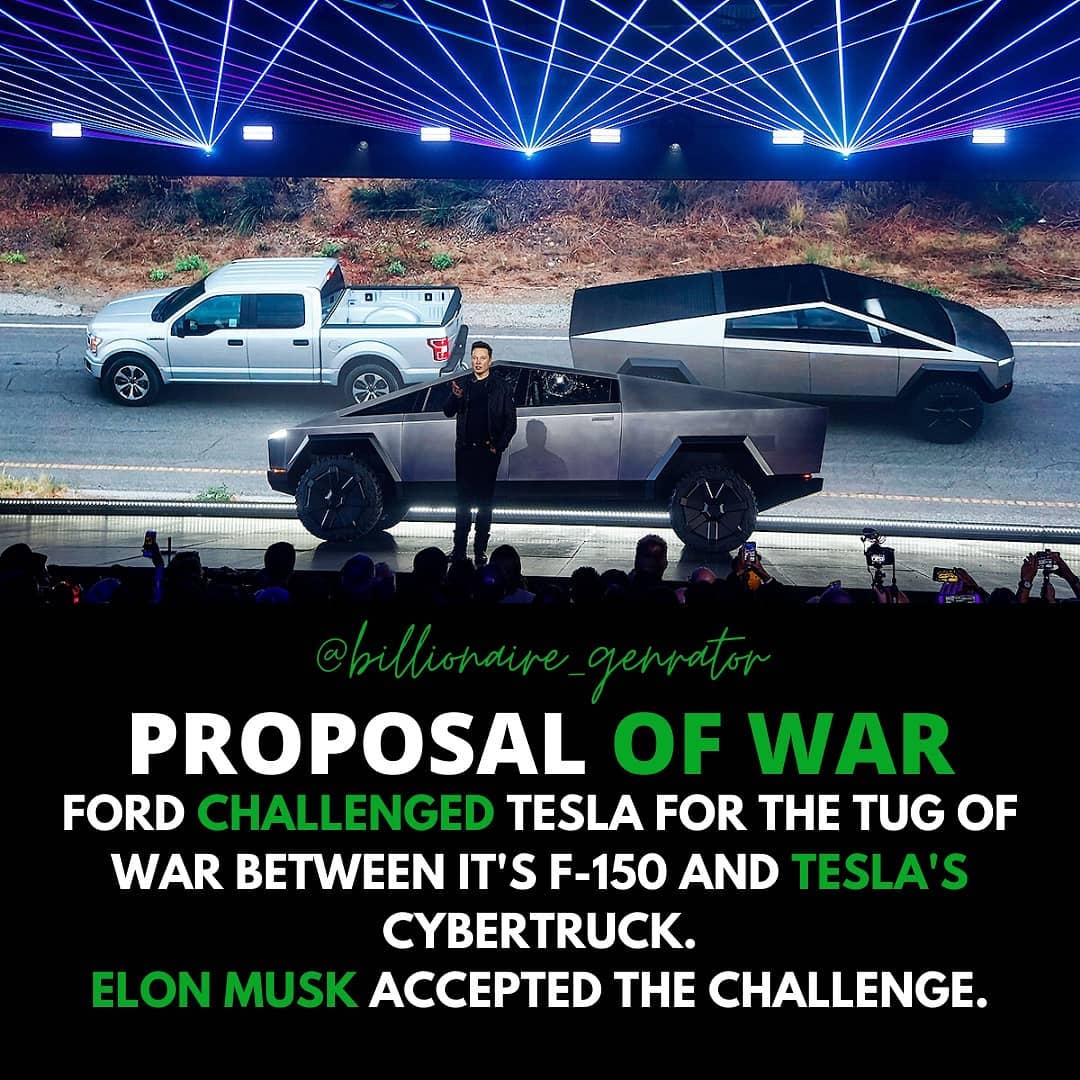 @billionaire_genrator
PROPOSAL OF WAR
FORD CHALLENGED TESLA FOR THE TUG OF
WAR BETWEEN IT'S F-150 AND TESLA'S
CYBERTRUCK.
ELON MUSK ACCEPTED THE CHALLENGE.